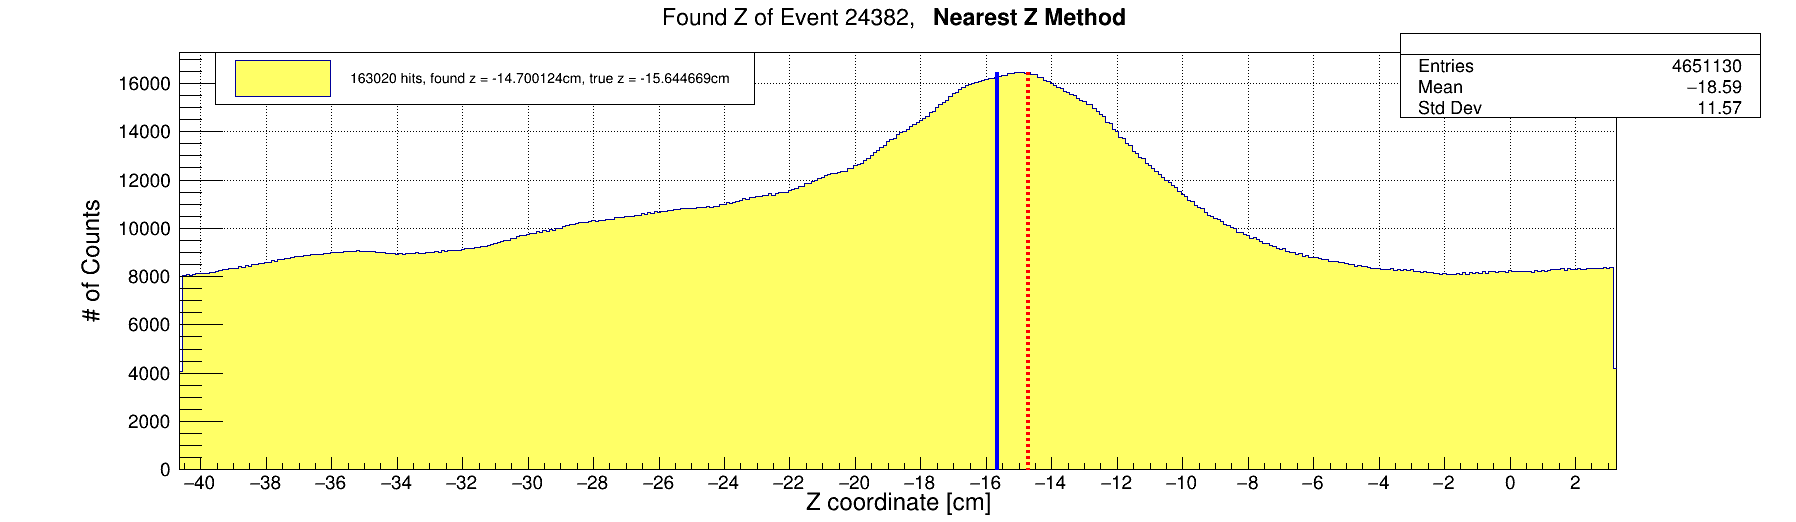 Found Z of Event 24382, Nearest Z Method
163020 hits, found z = -14.700124cm, true z = -15.644669cm
Entries 4651130
Mean −18.59
Std Dev 11.57
# of Counts
16000
14000
12000
10000
8000
6000
4000
2000
0
−40 −38 −36 −34 −32 −30 −28 −26 −24 −22 −20 −18 −16 −14 −12 −10 −8 −6 −4 −2 0 2
Z coordinate [cm]